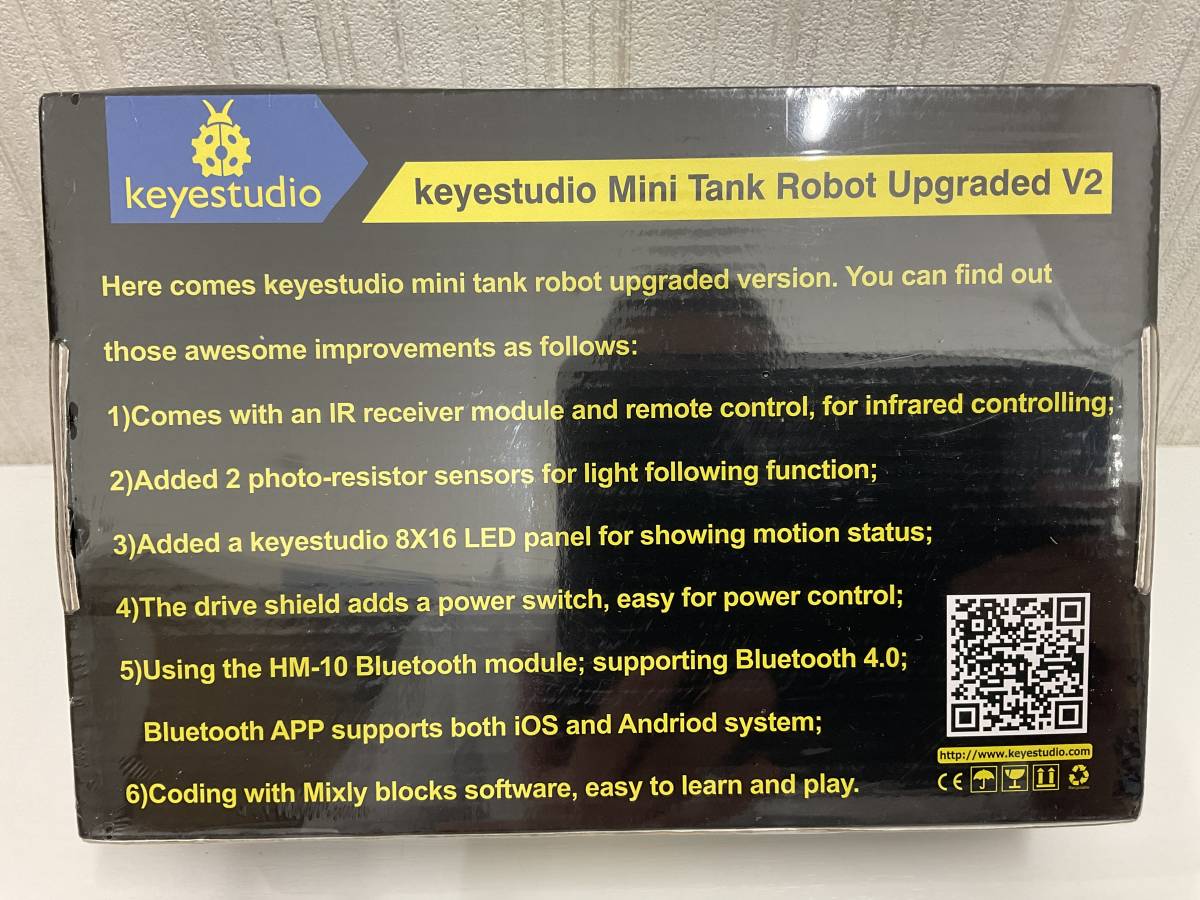 keyestudio
keyestudio Mini Tank Robot Upgraded V2
Here comes keyestudio mini tank robot upgraded version. You can find out
those awesome improvements as follows:
1)Comes with an IR receiver module and remote control, for infrared controlling;
2)Added 2 photo-resistor sensors for light following function;
3)Added a keyestudio 8X16 LED panel for showing motion status;
4)The drive shield adds a power switch, easy for power control;
5)Using the HM-10 Bluetooth module; supporting Bluetooth 4.0;
Bluetooth APP supports both iOS and Andriod system;
6)Coding with Mixly blocks software, easy to learn and play.
http://www.keyestudio.com
CE